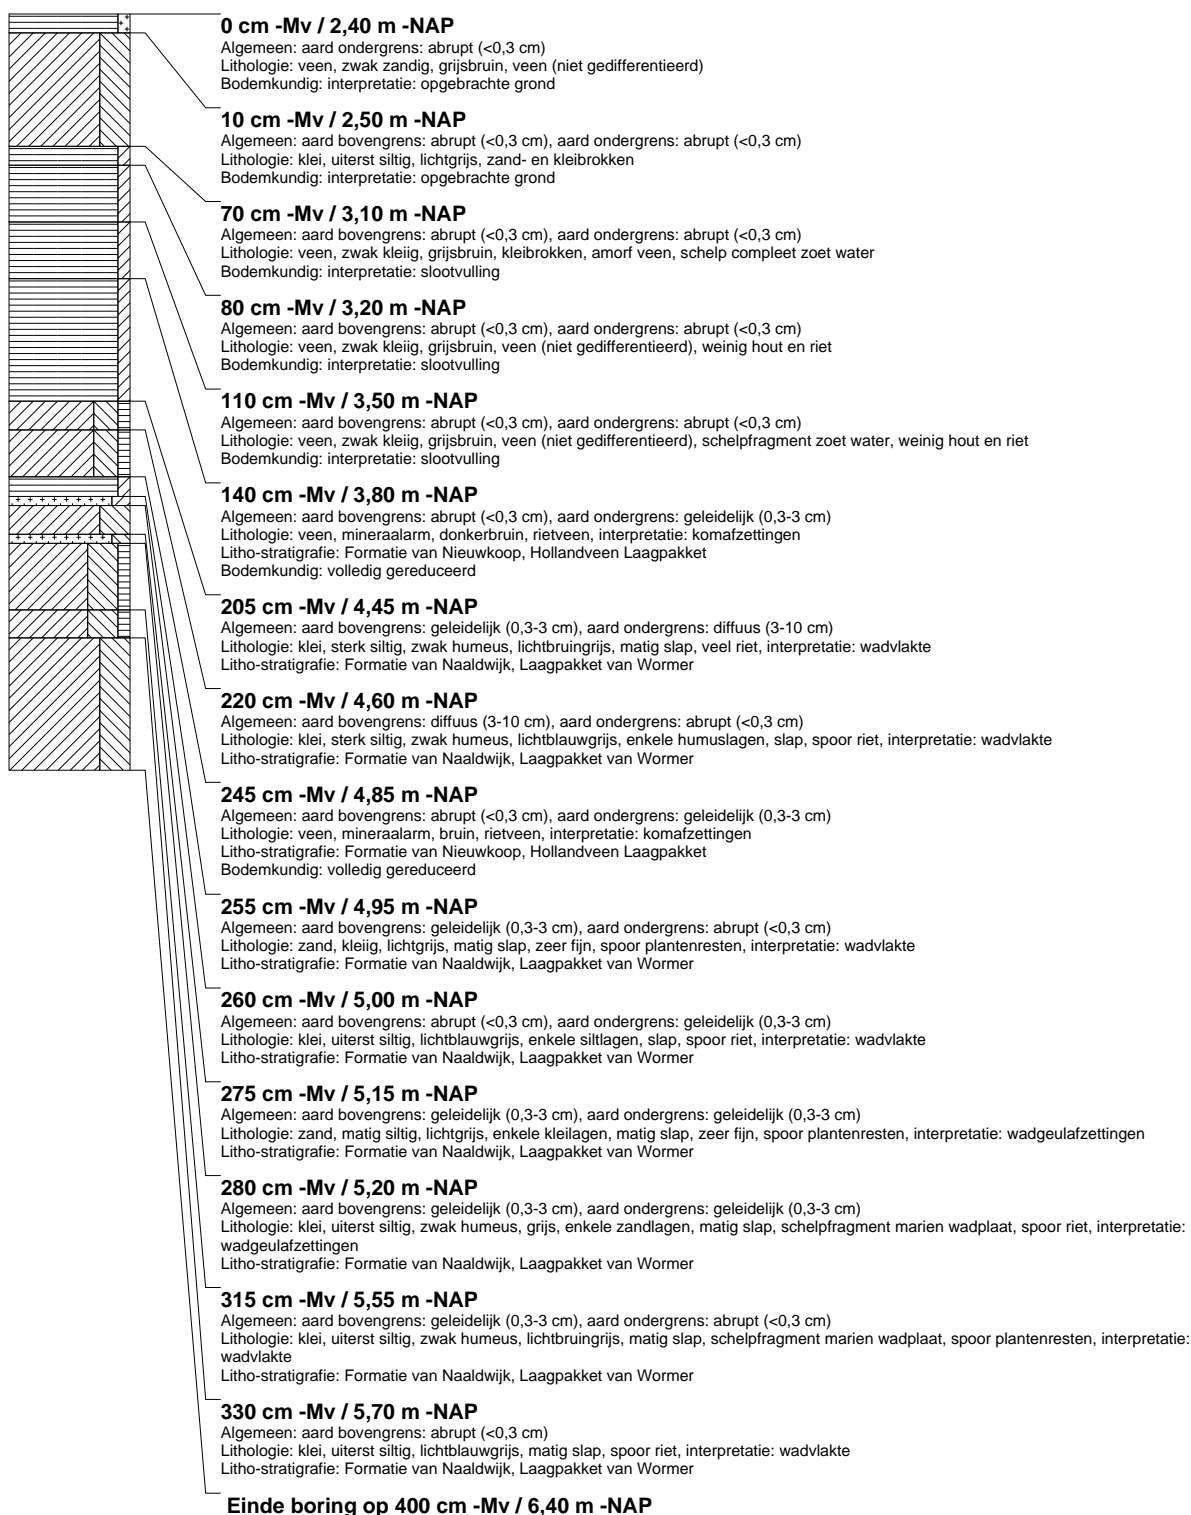 0 cm -Mv / 2,40 m -NAP
Algemeen: aard ondergrens: abrupt (<0,3 cm)
Lithologie: veen, zwak zandig, grijsbruin, veen (niet gedifferentieerd)
Bodemkundig: interpretatie: opgebrachte grond
10 cm -Mv / 2,50 m -NAP
Algemeen: aard bovengrens: abrupt (<0,3 cm), aard ondergrens: abrupt (<0,3 cm)
Lithologie: klei, uiterst siltig, lichtgrijs, zand- en kleibrokken
Bodemkundig: interpretatie: opgebrachte grond
70 cm -Mv / 3,10 m -NAP
Algemeen: aard bovengrens: abrupt (<0,3 cm), aard ondergrens: abrupt (<0,3 cm)
Lithologie: veen, zwak kleiig, grijsbruin, kleibrokken, amorf veen, schelp compleet zoet water
Bodemkundig: interpretatie: slootvulling
80 cm -Mv / 3,20 m -NAP
Algemeen: aard bovengrens: abrupt (<0,3 cm), aard ondergrens: abrupt (<0,3 cm)
Lithologie: veen, zwak kleiig, grijsbruin, veen (niet gedifferentieerd), weinig hout en riet
Bodemkundig: interpretatie: slootvulling
110 cm -Mv / 3,50 m -NAP
Algemeen: aard bovengrens: abrupt (<0,3 cm), aard ondergrens: abrupt (<0,3 cm)
Lithologie: veen, zwak kleiig, grijsbruin, veen (niet gedifferentieerd), schelpfragment zoet water, weinig hout en riet
Bodemkundig: interpretatie: slootvulling
140 cm -Mv / 3,80 m -NAP
Algemeen: aard bovengrens: abrupt (<0,3 cm), aard ondergrens: geleidelijk (0,3-3 cm)
Lithologie: veen, mineraalarm, donkerbruin, rietveen, interpretatie: komafzettingen
Litho-stratigrafie: Formatie van Nieuwkoop, Hollandveen Laagpakket
Bodemkundig: volledig gereduceerd
205 cm -Mv / 4,45 m -NAP
Algemeen: aard bovengrens: geleidelijk (0,3-3 cm), aard ondergrens: diffuus (3-10 cm)
Lithologie: klei, sterk siltig, zwak humeus, lichtbruingrijs, matig slap, veel riet, interpretatie: wadvlakte
Litho-stratigrafie: Formatie van Naaldwijk, Laagpakket van Wormer
220 cm -Mv / 4,60 m -NAP
Algemeen: aard bovengrens: diffuus (3-10 cm), aard ondergrens: abrupt (<0,3 cm)
Lithologie: klei, sterk siltig, zwak humeus, lichtblauwgrijs, enkele humuslagen, slap, spoor riet, interpretatie: wadvlakte
Litho-stratigrafie: Formatie van Naaldwijk, Laagpakket van Wormer
245 cm -Mv / 4,85 m -NAP
Algemeen: aard bovengrens: abrupt (<0,3 cm), aard ondergrens: geleidelijk (0,3-3 cm)
Lithologie: veen, mineraalarm, bruin, rietveen, interpretatie: komafzettingen
Litho-stratigrafie: Formatie van Nieuwkoop, Hollandveen Laagpakket
Bodemkundig: volledig gereduceerd
255 cm -Mv / 4,95 m -NAP
Algemeen: aard bovengrens: geleidelijk (0,3-3 cm), aard ondergrens: abrupt (<0,3 cm)
Lithologie: zand, kleiig, lichtgrijs, matig slap, zeer fijn, spoor plantenresten, interpretatie: wadvlakte
Litho-stratigrafie: Formatie van Naaldwijk, Laagpakket van Wormer
260 cm -Mv / 5,00 m -NAP
Algemeen: aard bovengrens: abrupt (<0,3 cm), aard ondergrens: geleidelijk (0,3-3 cm)
Lithologie: klei, uiterst siltig, lichtblauwgrijs, enkele siltlagen, slap, spoor riet, interpretatie: wadvlakte
Litho-stratigrafie: Formatie van Naaldwijk, Laagpakket van Wormer
275 cm -Mv / 5,15 m -NAP
Algemeen: aard bovengrens: geleidelijk (0,3-3 cm), aard ondergrens: geleidelijk (0,3-3 cm)
Lithologie: zand, matig siltig, lichtgrijs, enkele kleilagen, matig slap, zeer fijn, spoor plantenresten, interpretatie: wadgeulafzettingen
Litho-stratigrafie: Formatie van Naaldwijk, Laagpakket van Wormer
280 cm -Mv / 5,20 m -NAP
Algemeen: aard bovengrens: geleidelijk (0,3-3 cm), aard ondergrens: geleidelijk (0,3-3 cm)
Lithologie: klei, uiterst siltig, zwak humeus, grijs, enkele zandlagen, matig slap, schelpfragment marien wadplaat, spoor riet, interpretatie:
wadgeulafzettingen
Litho-stratigrafie: Formatie van Naaldwijk, Laagpakket van Wormer
315 cm -Mv / 5,55 m -NAP
Algemeen: aard bovengrens: geleidelijk (0,3-3 cm), aard ondergrens: abrupt (<0,3 cm)
Lithologie: klei, uiterst siltig, zwak humeus, lichtbruingrijs, matig slap, schelpfragment marien wadplaat, spoor plantenresten, interpretatie:
wadvlakte
Litho-stratigrafie: Formatie van Naaldwijk, Laagpakket van Wormer
330 cm -Mv / 5,70 m -NAP
Algemeen: aard bovengrens: abrupt (<0,3 cm)
Lithologie: klei, uiterst siltig, lichtblauwgrijs, matig slap, spoor riet, interpretatie: wadvlakte
Litho-stratigrafie: Formatie van Naaldwijk, Laagpakket van Wormer
Einde boring op 400 cm -Mv / 6,40 m -NAP